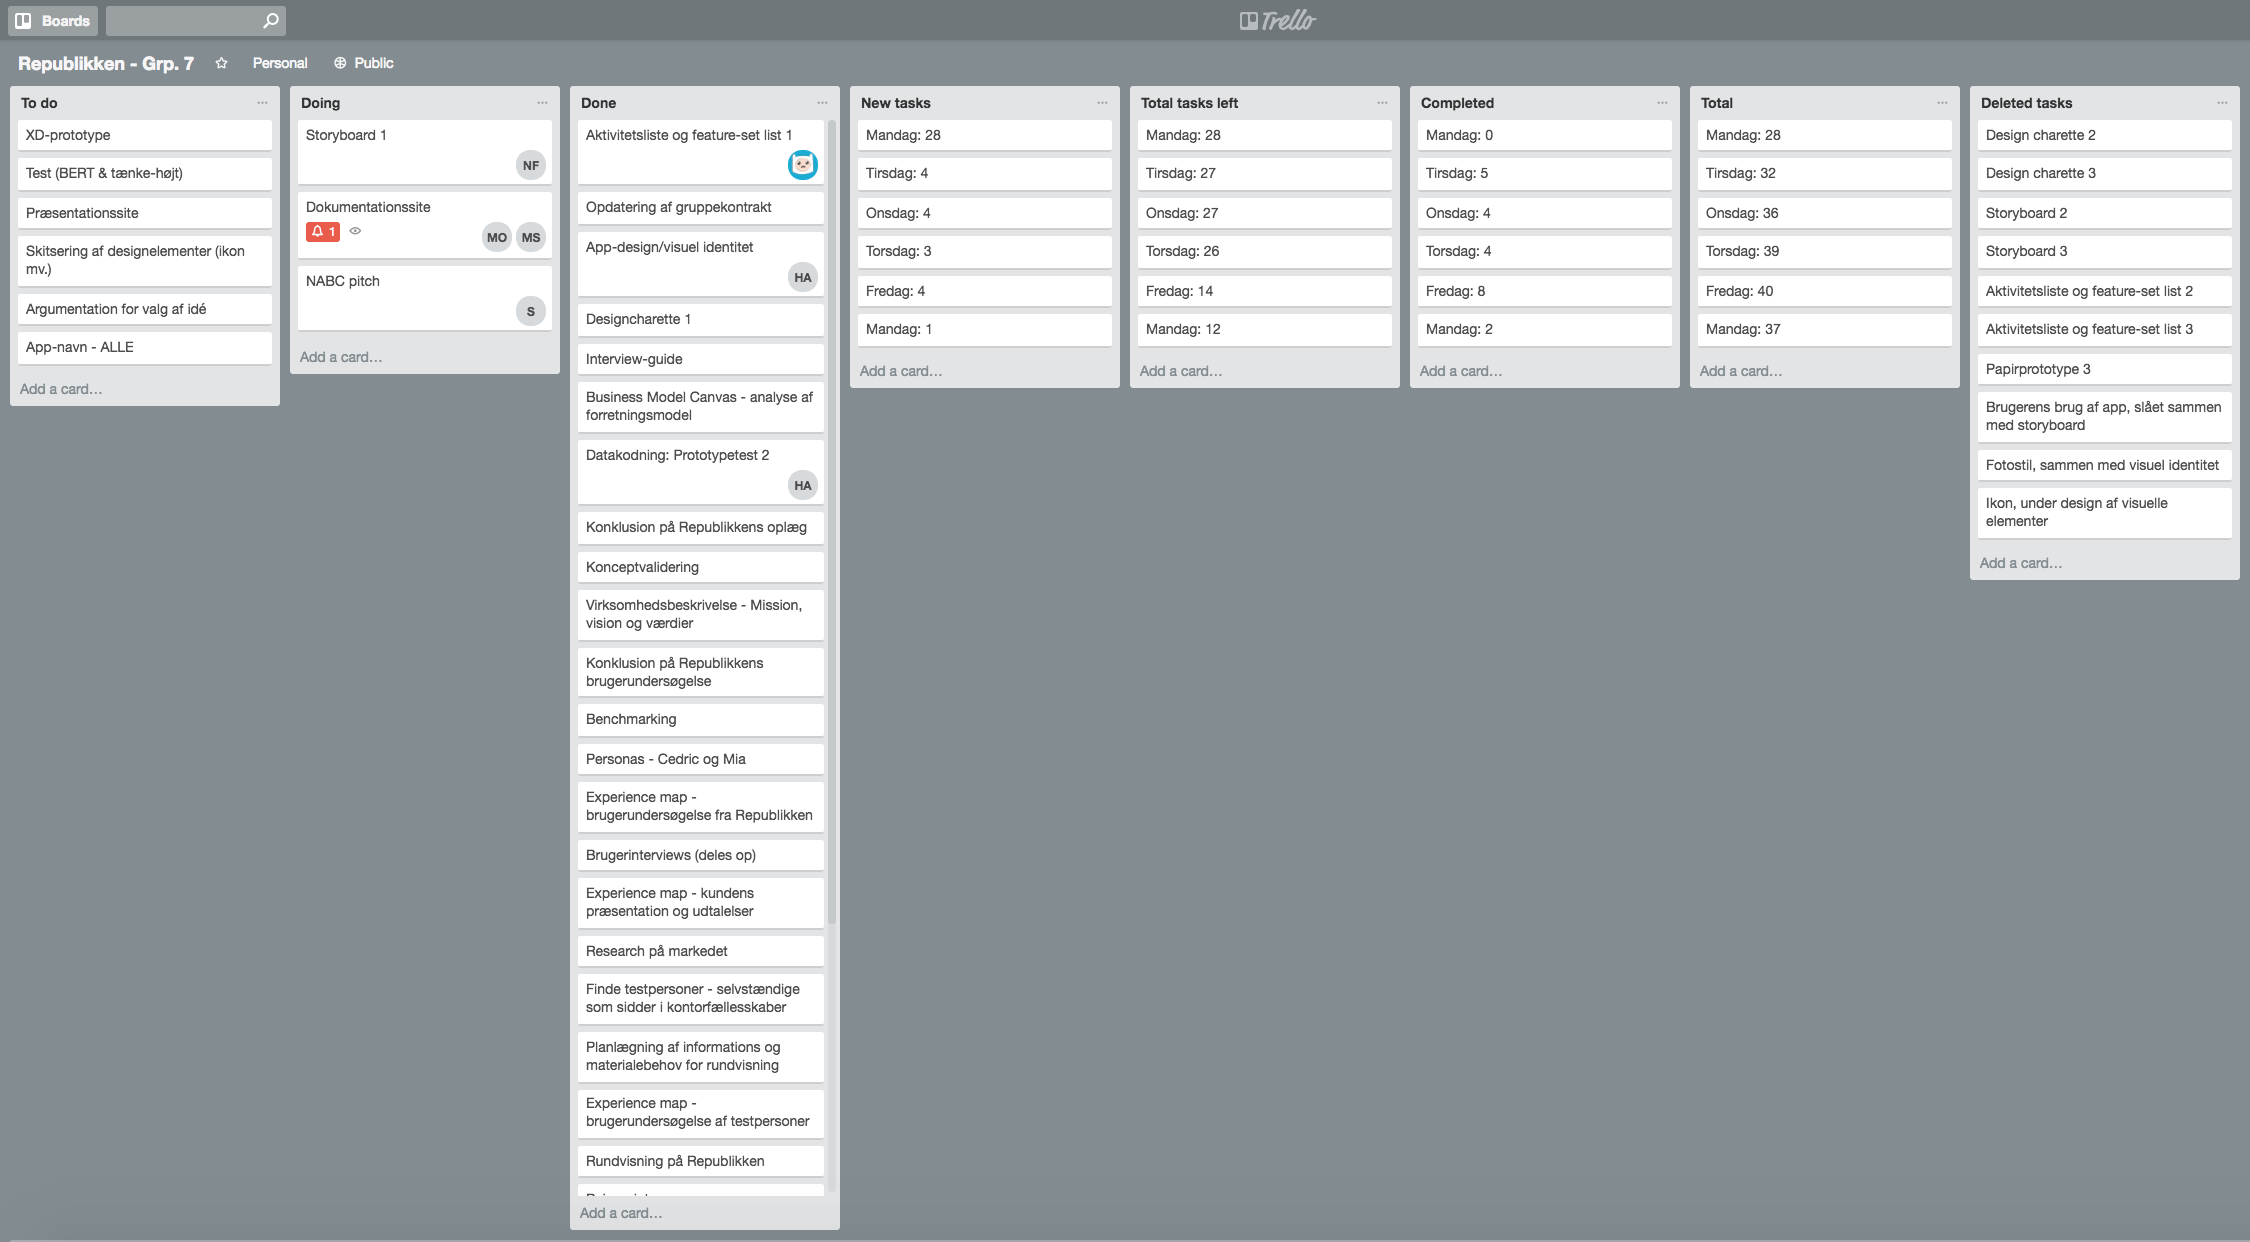 Boards
Trello
Republikken - Grp. 7
Personal
Public
To do
XD-prototype
Test (BERT & tænke-højt)
Præsentationssite
Skitsering af designelementer (ikon
mv.)
Argumentation for valg af idé
App-navn - ALLE
Add a card...
Doing
Storyboard 1
NF
Dokumentationssite
1
MO
MS
NABC pitch
S
Add a card...
Done
Aktivitetsliste og feature-set list 1
Opdatering af gruppekontrakt
App-design/visuel identitet
HA
Designcharette 1
Interview-guide
Business Model Canvas - analyse af
forretningsmodel
Datakodning: Prototypetest 2
HA
Konklusion på Republikkens oplæg
Konceptvalidering
Virksomhedsbeskrivelse - Mission,
vision og værdier
Konklusion på Republikkens
brugerundersøgelse
Benchmarking
Personas - Cedric og Mia
Experience map -
brugerundersøgelse fra Republikken
Brugerinterviews (deles op)
Experience map - kundens
præsentation og udtalelser
Research på markedet
Finde testpersoner - selvstændige
som sidder i kontorfællesskaber
Planlægning af informations og
materialebehov for rundvisning
Experience map -
brugerundersøgelse af testpersoner
Rundvisning på Republikken
Add a card...
New tasks
Mandag: 28
Tirsdag: 4
Onsdag: 4
Torsdag: 3
Fredag: 4
Mandag: 1
Add a card...
Total tasks left
Mandag: 28
Tirsdag: 27
Onsdag: 27
Torsdag: 26
Fredag: 14
Mandag: 12
Add a card...
Completed
Mandag: 0
Tirsdag: 5
Onsdag: 4
Torsdag: 4
Fredag: 8
Mandag: 2
Add a card...
Total
Mandag: 28
Tirsdag: 32
Onsdag: 36
Torsdag: 39
Fredag: 40
Mandag: 37
Add a card...
Deleted tasks
Design charette 2
Design charette 3
Storyboard 2
Storyboard 3
Aktivitetsliste og feature-set list 2
Aktivitetsliste og feature-set list 3
Papirprototype 3
Brugerens brug af app, slået sammen
med storyboard
Fotostil, sammen med visuel identitet
Ikon, under design af visuelle
elementer
Add a card...